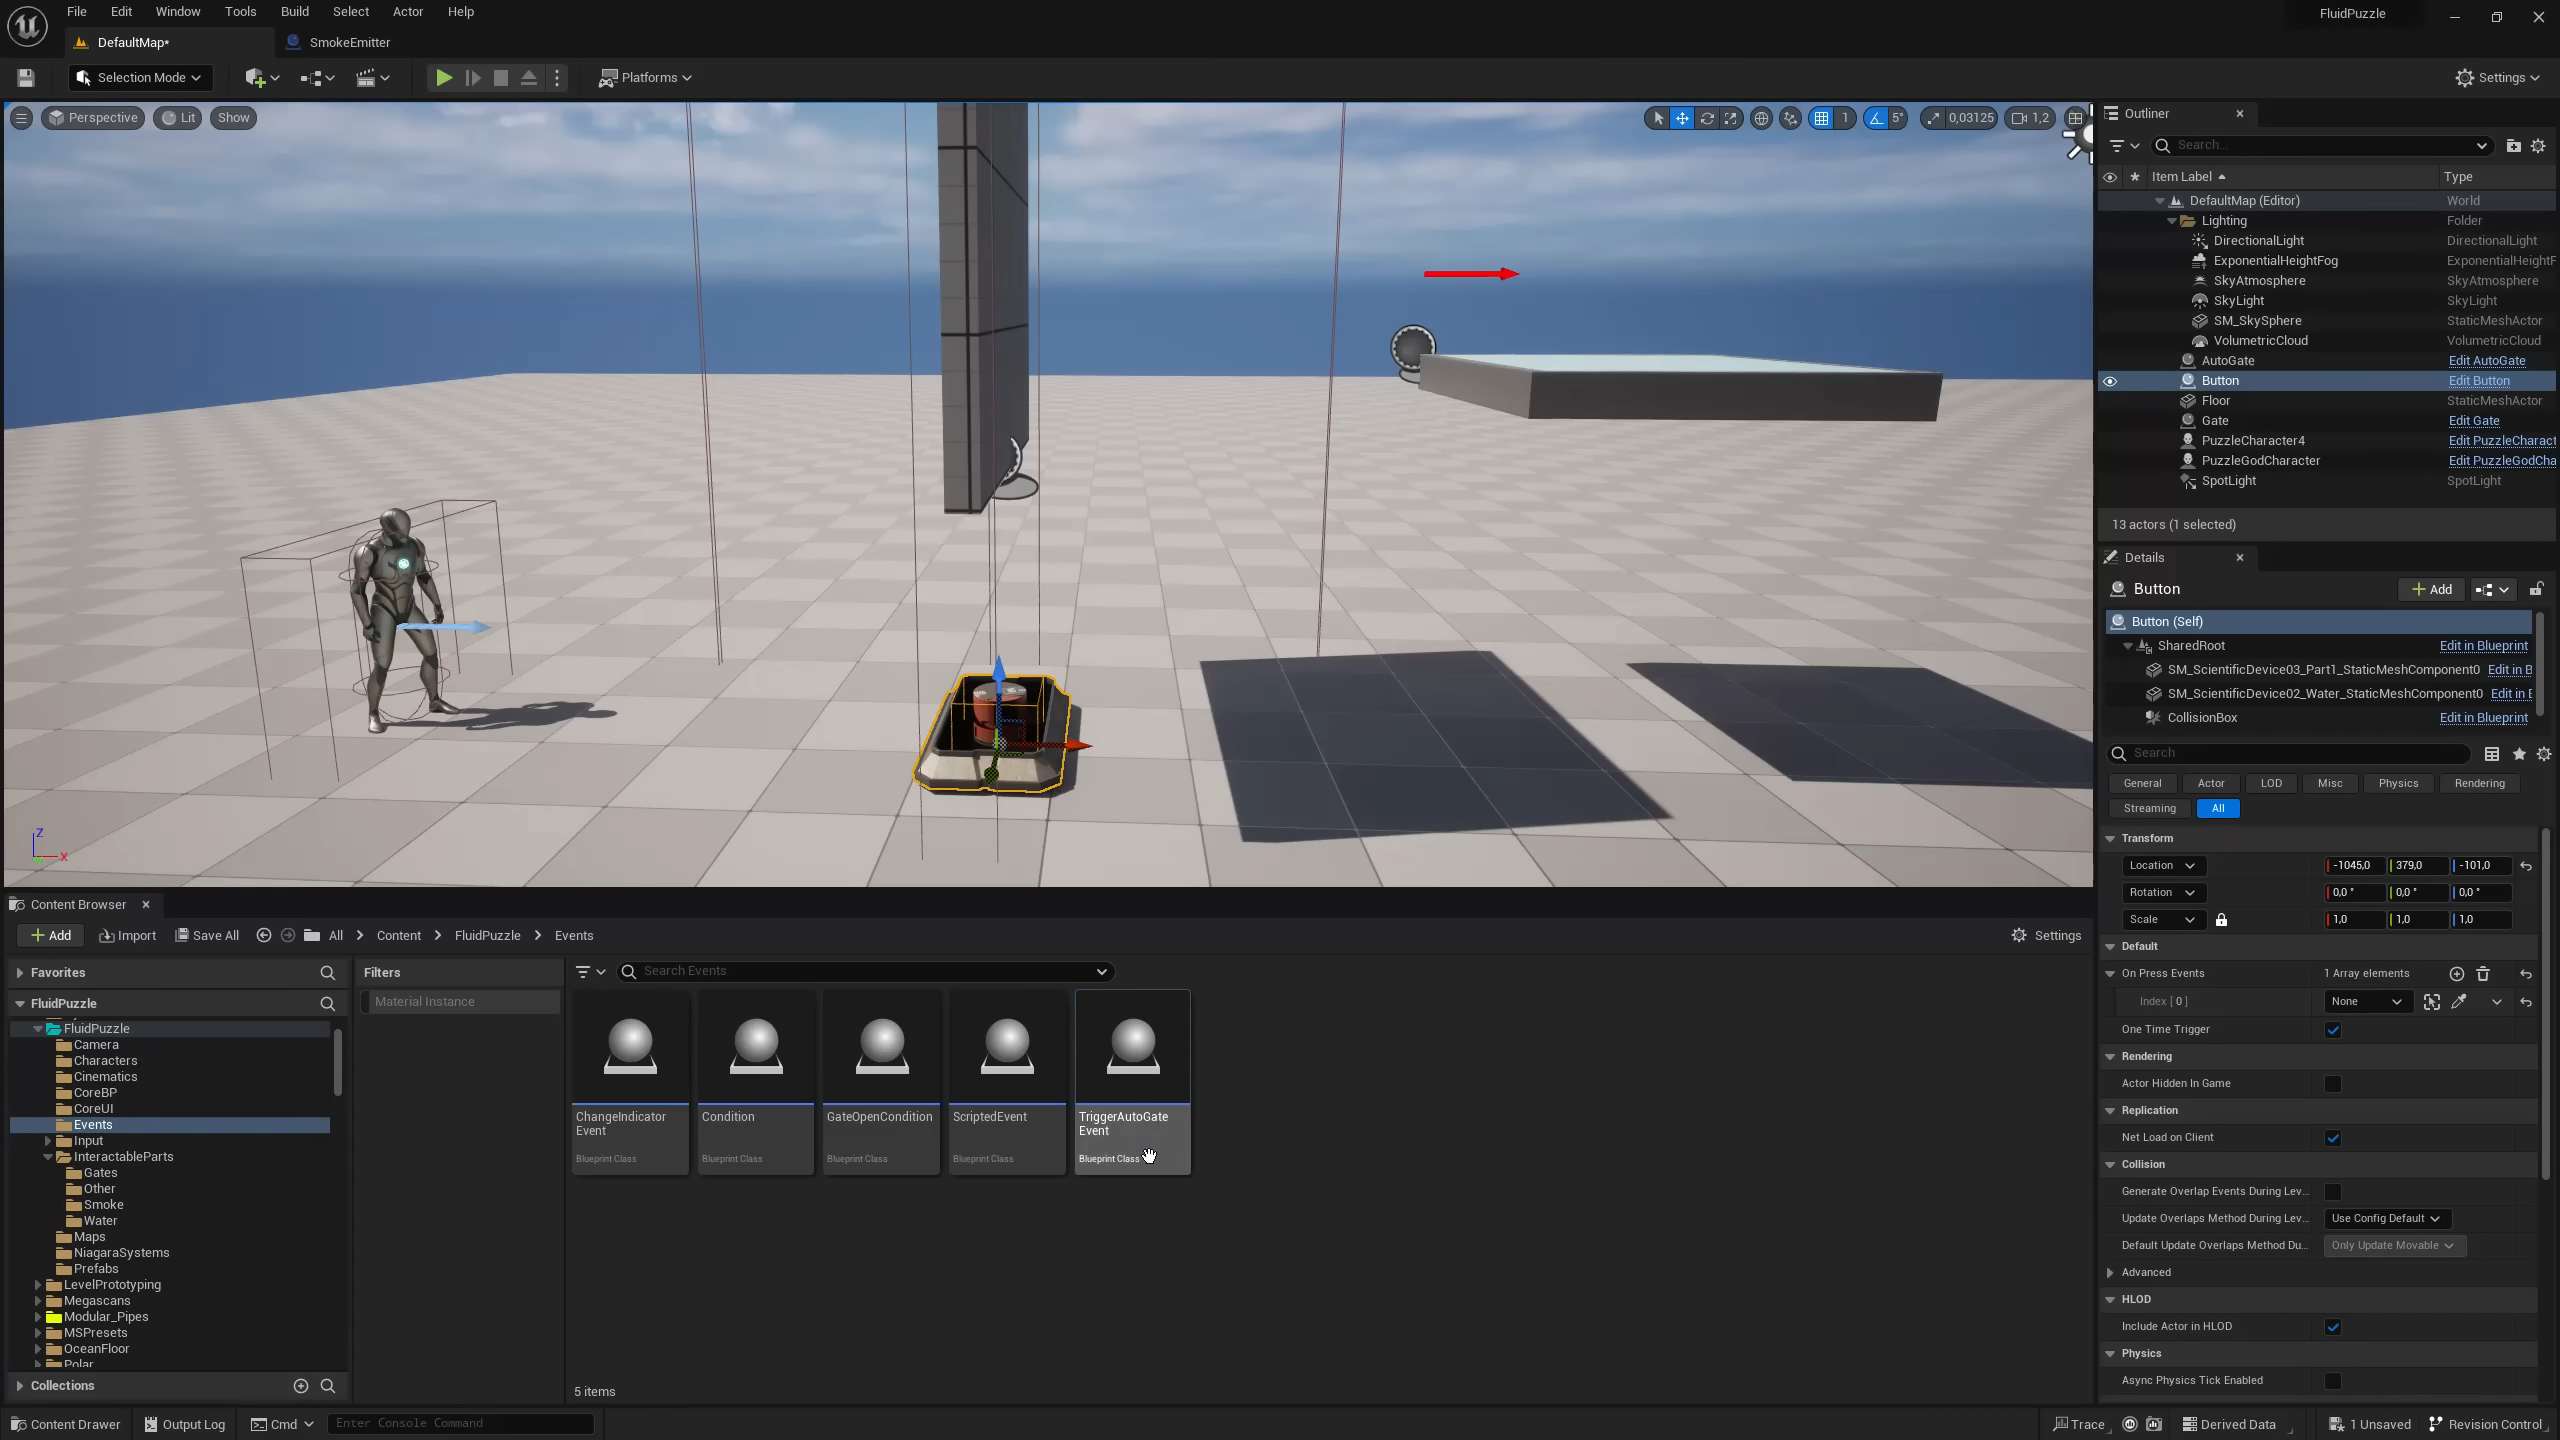 File Edit Window Tools Build Select Actor Help
FluidPuzzle
DefaultMap*
SmokeEmitter
Selection Mode
Platforms
Settings
Perspective
Lit
Show
1
5°
0,03125
1,2
Z
X
Outliner
Search...
Item Label
Type
DefaultMap (Editor) World
Lighting Folder
DirectionalLight DirectionalLight
ExponentialHeightFog ExponentialHeightF
SkyAtmosphere SkyAtmosphere
SkyLight SkyLight
SM_SkySphere StaticMeshActor
VolumetricCloud VolumetricCloud
AutoGate Edit AutoGate
Button Edit Button
Floor StaticMeshActor
Gate Edit Gate
PuzzleCharacter4 Edit PuzzleCharact
PuzzleGodCharacter Edit PuzzleGodCha
SpotLight SpotLight
13 actors (1 selected)
Details
Button
Add
Button (Self)
SharedRoot Edit in Blueprint
SM_ScientificDevice03_Part1_StaticMeshComponent0 Edit in B
SM_ScientificDevice02_Water_StaticMeshComponent0 Edit in E
CollisionBox Edit in Blueprint
Search
General Actor LOD Misc Physics Rendering
Streaming All
Transform
Location -1045,0 379,0 -101,0
Rotation 0,0 ° 0,0 ° 0,0 °
Scale 1,0 1,0 1,0
Default
On Press Events 1 Array elements
Index [ 0 ] None
One Time Trigger
Rendering
Actor Hidden In Game
Replication
Net Load on Client
Collision
Generate Overlap Events During Lev...
Update Overlaps Method During Lev... Use Config Default
Default Update Overlaps Method Du... Only Update Movable
Advanced
HLOD
Include Actor in HLOD
Physics
Async Physics Tick Enabled
Content Browser
Add Import Save All All Content FluidPuzzle Events
Settings
Favorites
FluidPuzzle
FluidPuzzle
Camera
Characters
Cinematics
CoreBP
CoreUI
Events
Input
InteractableParts
Gates
Other
Smoke
Water
Maps
NiagaraSystems
Prefabs
LevelPrototyping
Megascans
Modular_Pipes
MSPresets
OceanFloor
Polar
Collections
Filters
Material Instance
Search Events
ChangeIndicator
Event
Blueprint Class
Condition
Blueprint Class
GateOpenCondition
Blueprint Class
ScriptedEvent
Blueprint Class
TriggerAutoGate
Event
Blueprint Class
5 items
Content Drawer
Output Log
Cmd
Enter Console Command
Trace
Derived Data
1 Unsaved
Revision Control